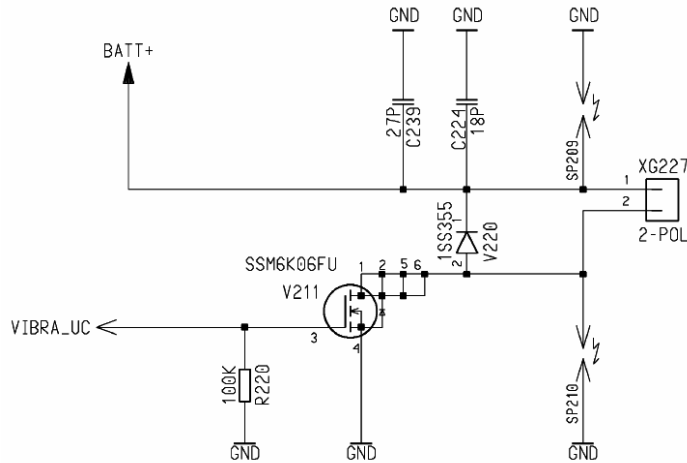 GND
GND
GND
BATT+
27P
C239
C224
18P
SP209
XG227
1
2
2-POL
1SS355
1
2
V220
SSM6K06FU
1
2
5
6
V211
VIBRA_UC
3
4
100K
R220
SP210
GND
GND
GND